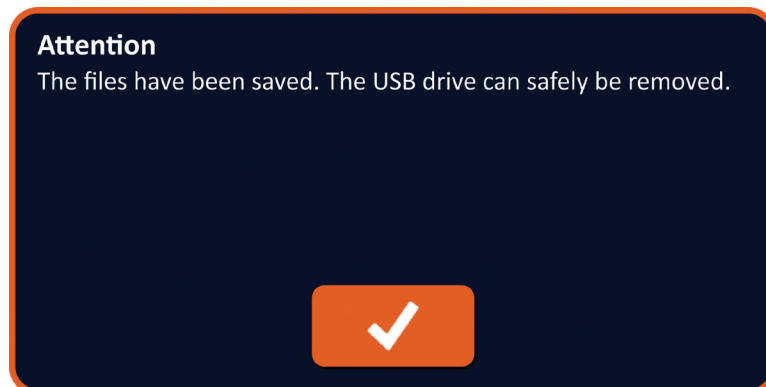 Attention
The files have been saved. The USB drive can safely be removed.